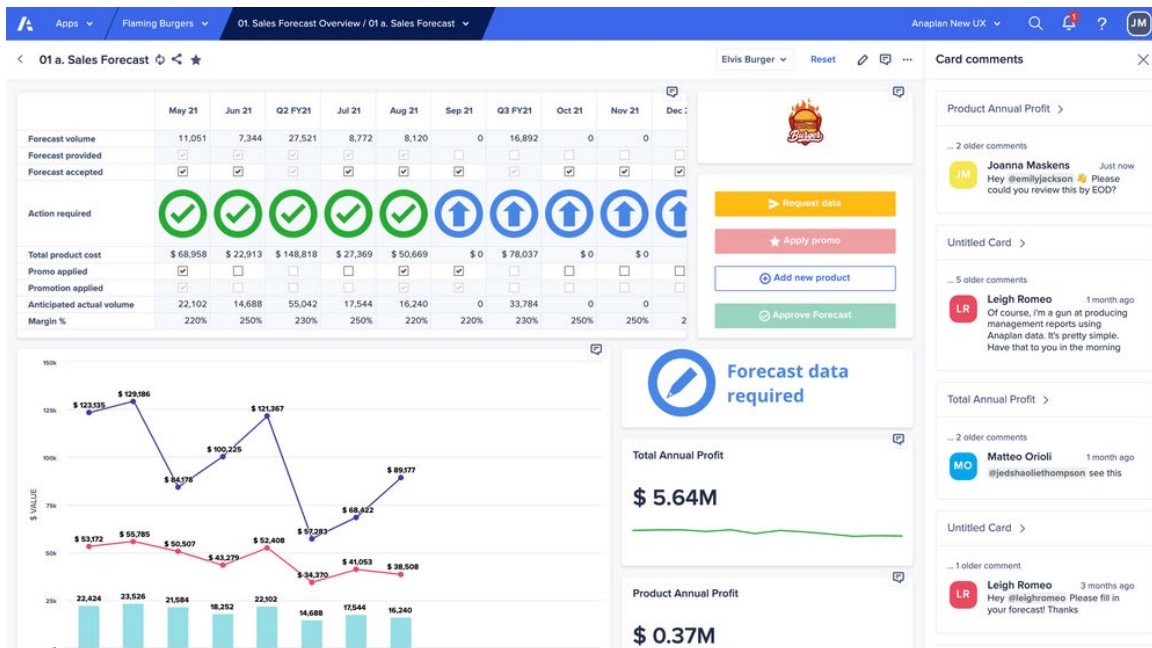 Apps
Flaming Burgers
01. Sales Forecast Overview / 01 a. Sales Forecast
Anaplan New UX
1
?
JM
01 a. Sales Forecast
Elvis Burger
Reset
...
Card comments
May 21 Jun 21 Q2 FY21 Jul 21 Aug 21 Sep 21 Q3 FY21 Oct 21 Nov 21 Dec
Forecast volume 11,051 7,344 27,521 8,772 8,120 0 16,892 0 0
Forecast provided
Forecast accepted
Action required
Total product cost $ 68,958 $ 22,913 $ 148,818 $ 27,369 $ 50,669 $ 0 $ 78,037 $ 0 $ 0
Promo applied
Promotion applied
Anticipated actual volume 22,102 14,688 55,042 17,544 16,240 0 33,784 0 0
Margin % 220% 250% 230% 250% 220% 220% 230% 250% 250% 2
Burger
Request data
Apply promo
Add new product
Approve Forecast
150k
125k
100k
75k
50k
25k
$ VALUE
$ 123,135 $ 129,186 $ 84,178 $ 100,225 $ 121,367 $ 57,283 $ 68,422 $ 89,177
$ 53,172 $ 55,785 $ 50,507 $ 43,279 $ 52,408 $ 34,370 $ 41,053 $ 38,508
22,424 23,526 21,584 18,252 22,102 14,688 17,544 16,240
Forecast data
required
Total Annual Profit
$ 5.64M
Product Annual Profit
$ 0.37M
Product Annual Profit
... 2 older comments
JM
Joanna Maskens Just now
Hey @emilyjackson 👋 Please
could you review this by EOD?
Untitled Card
... 5 older comments
LR
Leigh Romeo 1 month ago
Of course, i'm a gun at producing
management reports using
Anaplan data. It's pretty simple.
Have that to you in the morning
Total Annual Profit
... 2 older comments
MO
Matteo Orioli 1 month ago
@jedshaoliethompson see this
Untitled Card
... 1 older comment
LR
Leigh Romeo 3 months ago
Hey @leighromeo Please fill in
your forecast! Thanks